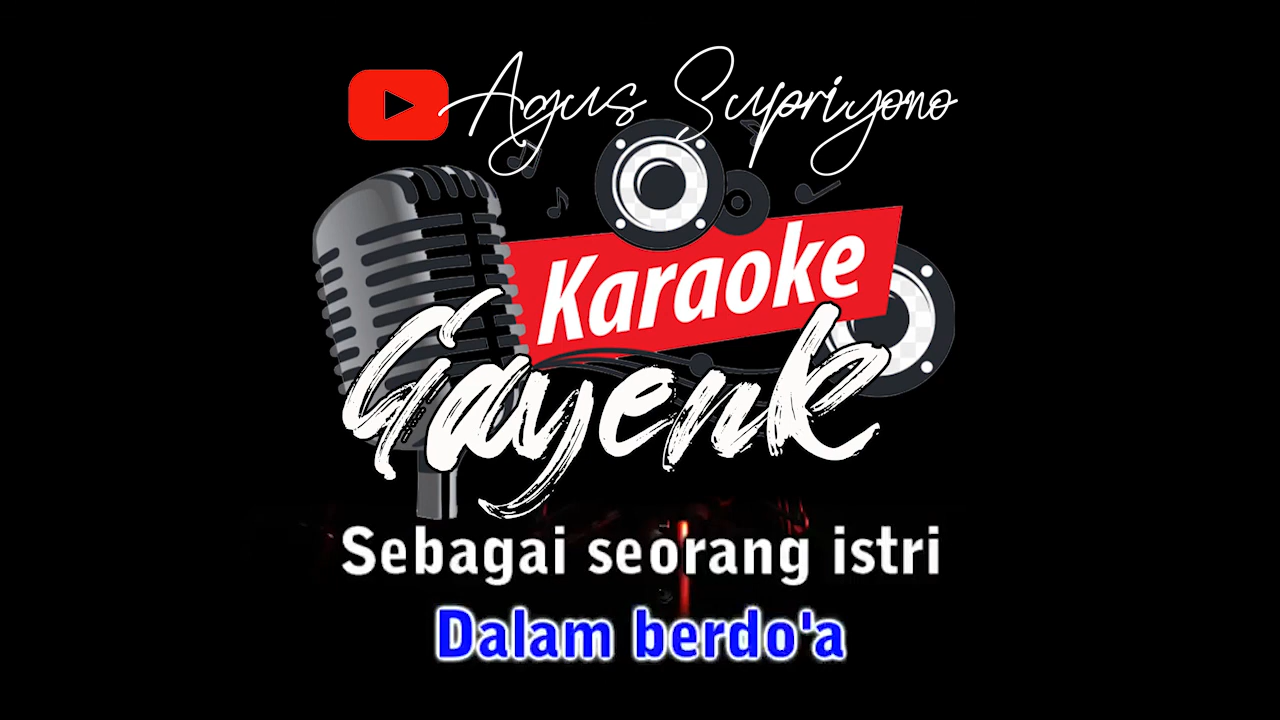 Agus Supriyono
Karaoke
Gayenk
Sebagai seorang istri
Dalam berdo'a